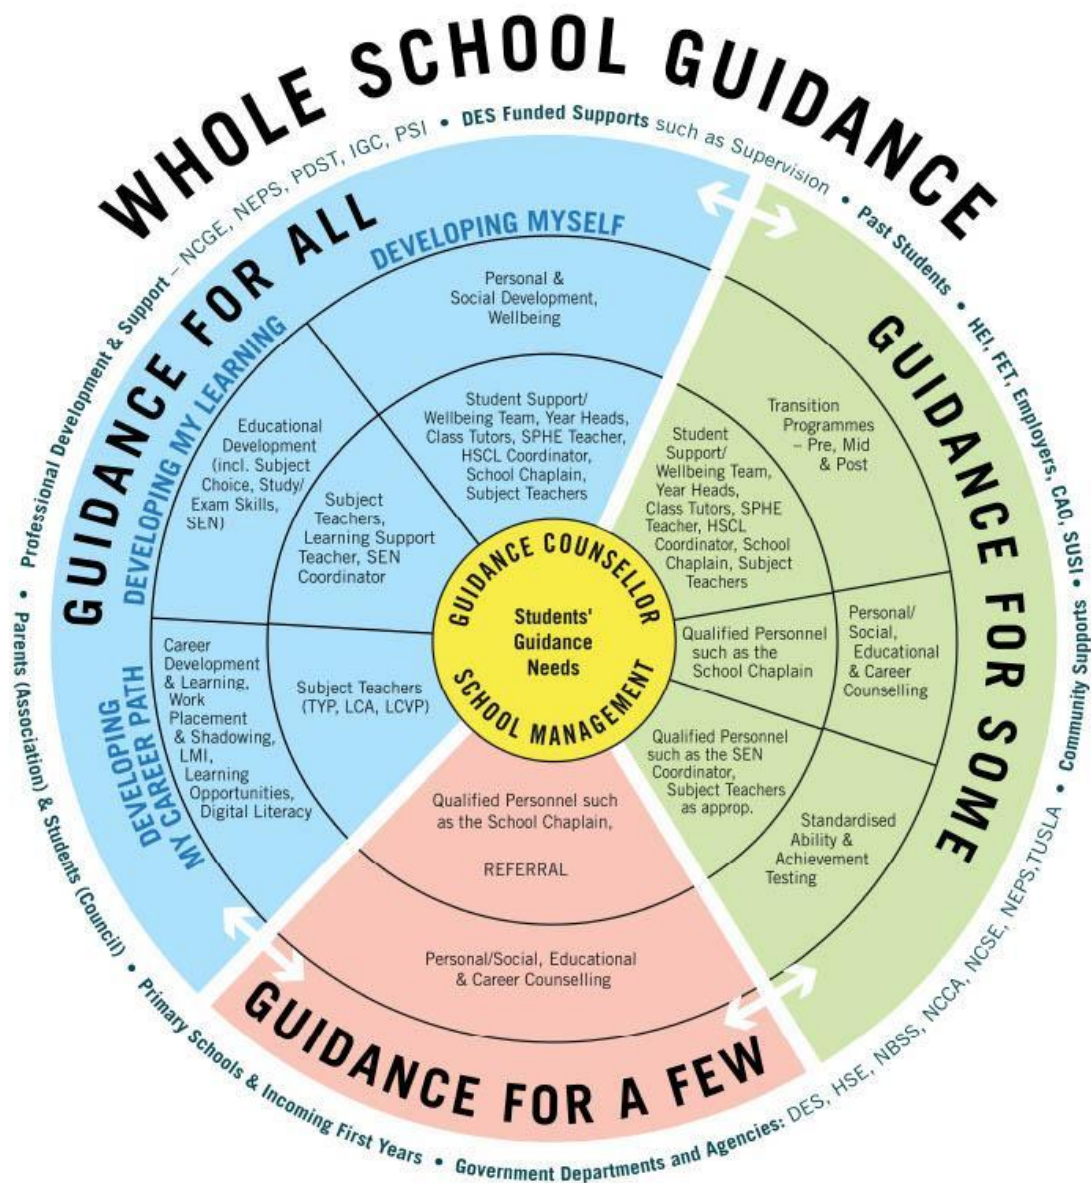 WHOLE SCHOOL GUIDANCE
Professional Development & Support – NCGE, NEPS, PDST, IGC, PSI • DES Funded Supports such as Supervision • Past Students • HEI, FET, Employers, CAO, SUSI • Community Supports •
Parents (Association) & Students (Council) • Primary Schools & Incoming First Years • Government Departments and Agencies: DES, HSE, NBSS, NCCA, NCSE, NEPS,TUSLA
GUIDANCE FOR ALL
DEVELOPING MYSELF
Personal &
Social Development,
Wellbeing
Student Support/
Wellbeing Team, Year Heads,
Class Tutors, SPHE Teacher,
HSCL Coordinator,
School Chaplain,
Subject Teachers
DEVELOPING MY LEARNING
Educational
Development
(incl. Subject
Choice, Study/
Exam Skills,
SEN)
Subject
Teachers,
Learning Support
Teacher, SEN
Coordinator
DEVELOPING
MY CAREER PATH
Career
Development
& Learning,
Work
Placement
& Shadowing,
LMI,
Learning
Opportunities,
Digital Literacy
Subject Teachers
(TYP, LCA, LCVP)
GUIDANCE COUNSELLOR
Students'
Guidance
Needs
SCHOOL MANAGEMENT
GUIDANCE FOR SOME
Transition
Programmes
– Pre, Mid
& Post
Student
Support/
Wellbeing Team,
Year Heads,
Class Tutors, SPHE
Teacher, HSCL
Coordinator, School
Chaplain, Subject
Teachers
Personal/
Social,
Educational
& Career
Counselling
Qualified Personnel
such as the
School Chaplain
Qualified Personnel
such as the SEN
Coordinator,
Subject Teachers
as approp.
Standardised
Ability &
Achievement
Testing
Qualified Personnel such
as the School Chaplain,
REFERRAL
Personal/Social, Educational
& Career Counselling
GUIDANCE FOR A FEW